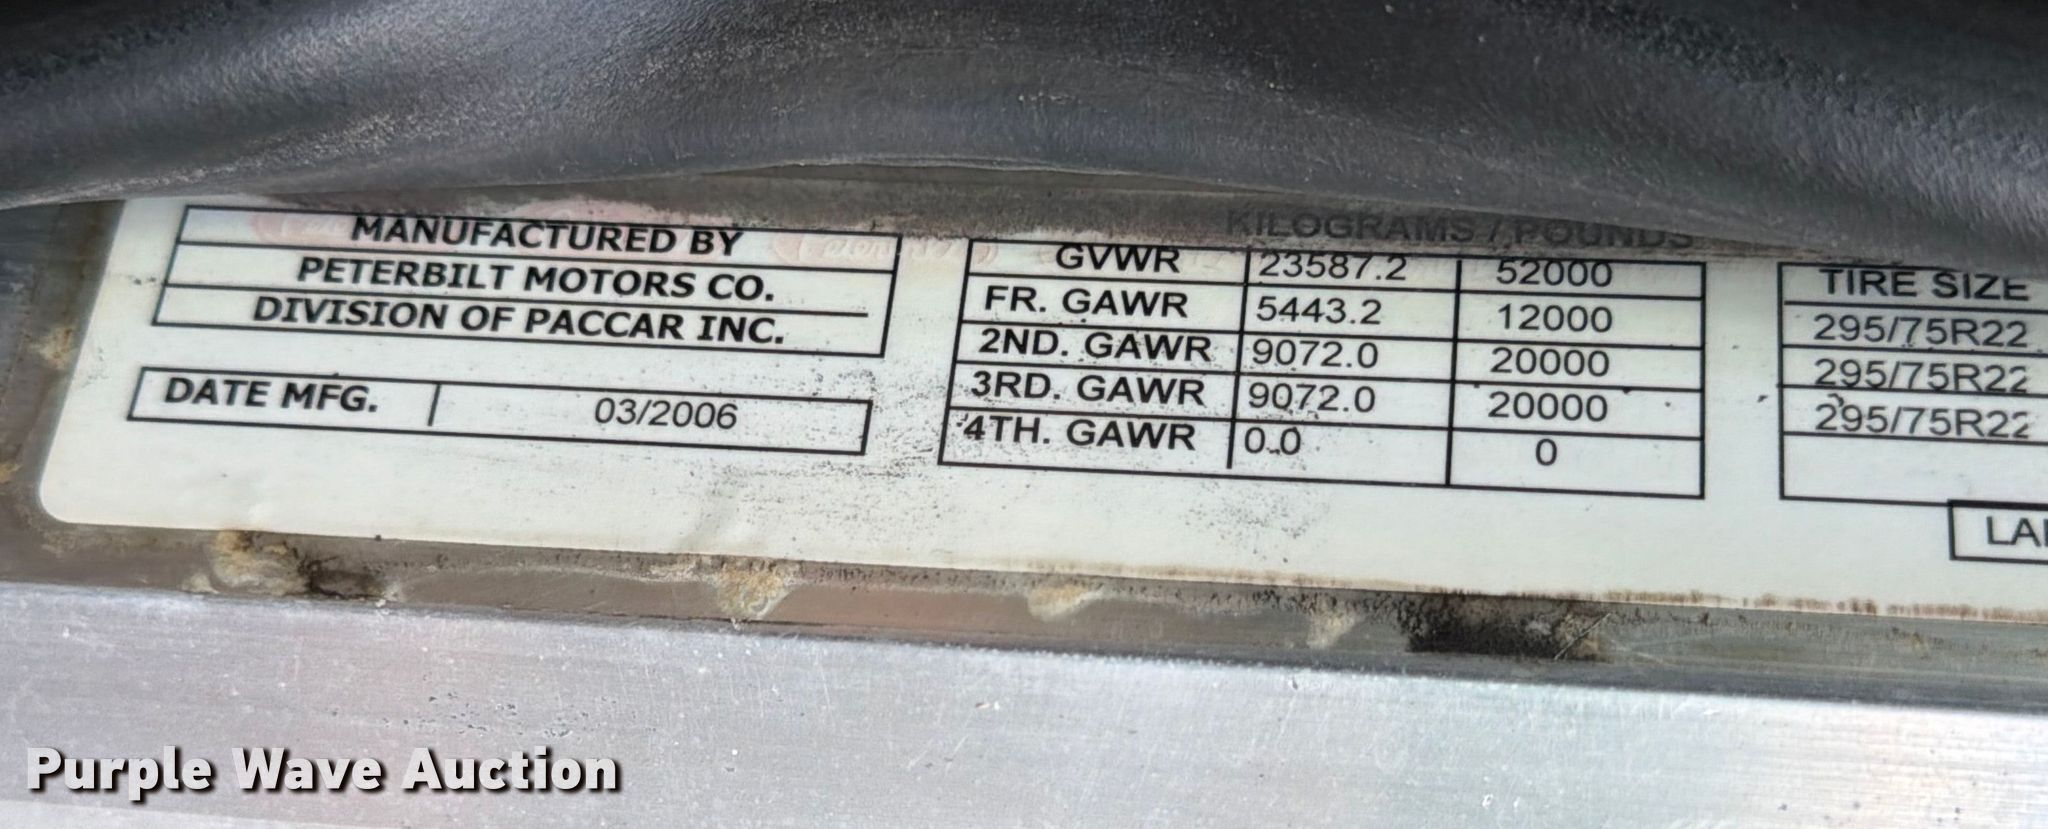 MANUFACTURED BY
PETERBILT MOTORS CO.
DIVISION OF PACCAR INC.
DATE MFG. 03/2006
KILOGRAMS / POUNDS
GVWR 23587.2 52000
FR. GAWR 5443.2 12000
2ND. GAWR 9072.0 20000
3RD. GAWR 9072.0 20000
4TH. GAWR 0.0 0
TIRE SIZE
295/75R22
295/75R22
295/75R22
Purple Wave Auction